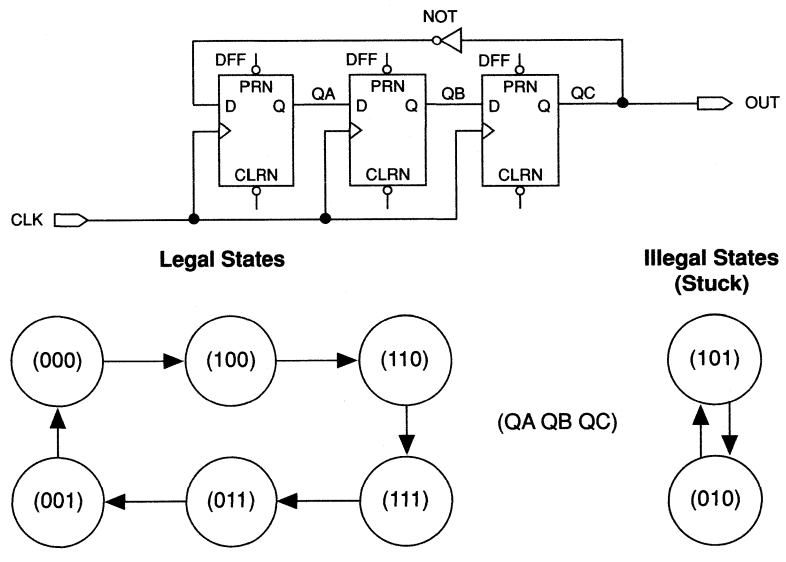 NOT
DFF DFF DFF
PRN PRN PRN
QA QB QC
D Q D Q D Q
OUT
CLRN CLRN CLRN
CLK
Legal States
Illegal States
(Stuck)
(000) (100) (110) (101)
(QA QB QC)
(001) (011) (111) (010)